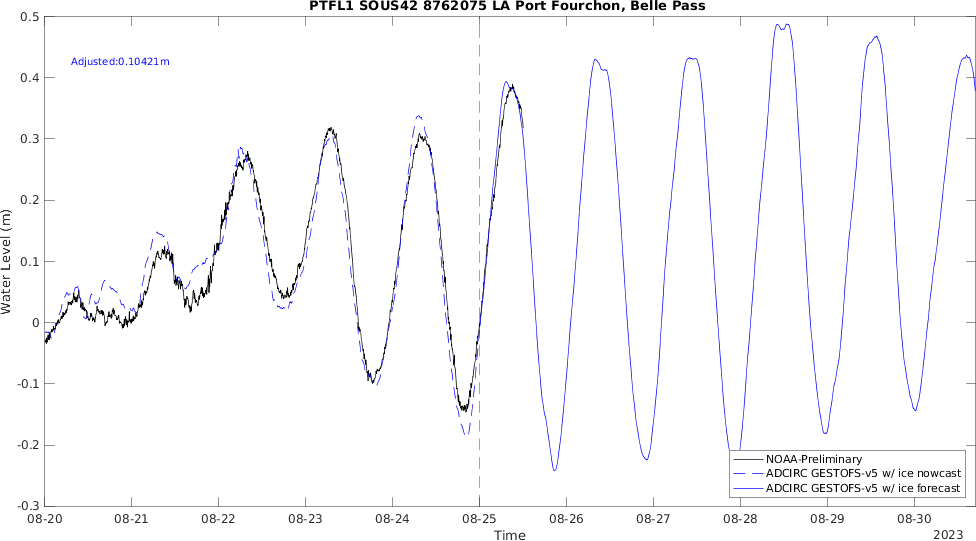 PTFL1 SOUS42 8762075 LA Port Fourchon, Belle Pass
Adjusted:0.10421m
Water Level (m)
0.5
0.4
0.3
0.2
0.1
0
-0.1
-0.2
-0.3
NOAA-Preliminary
ADCIRC GESTOFS-v5 w/ ice nowcast
ADCIRC GESTOFS-v5 w/ ice forecast
08-20 08-21 08-22 08-23 08-24 08-25 08-26 08-27 08-28 08-29 08-30
Time
2023